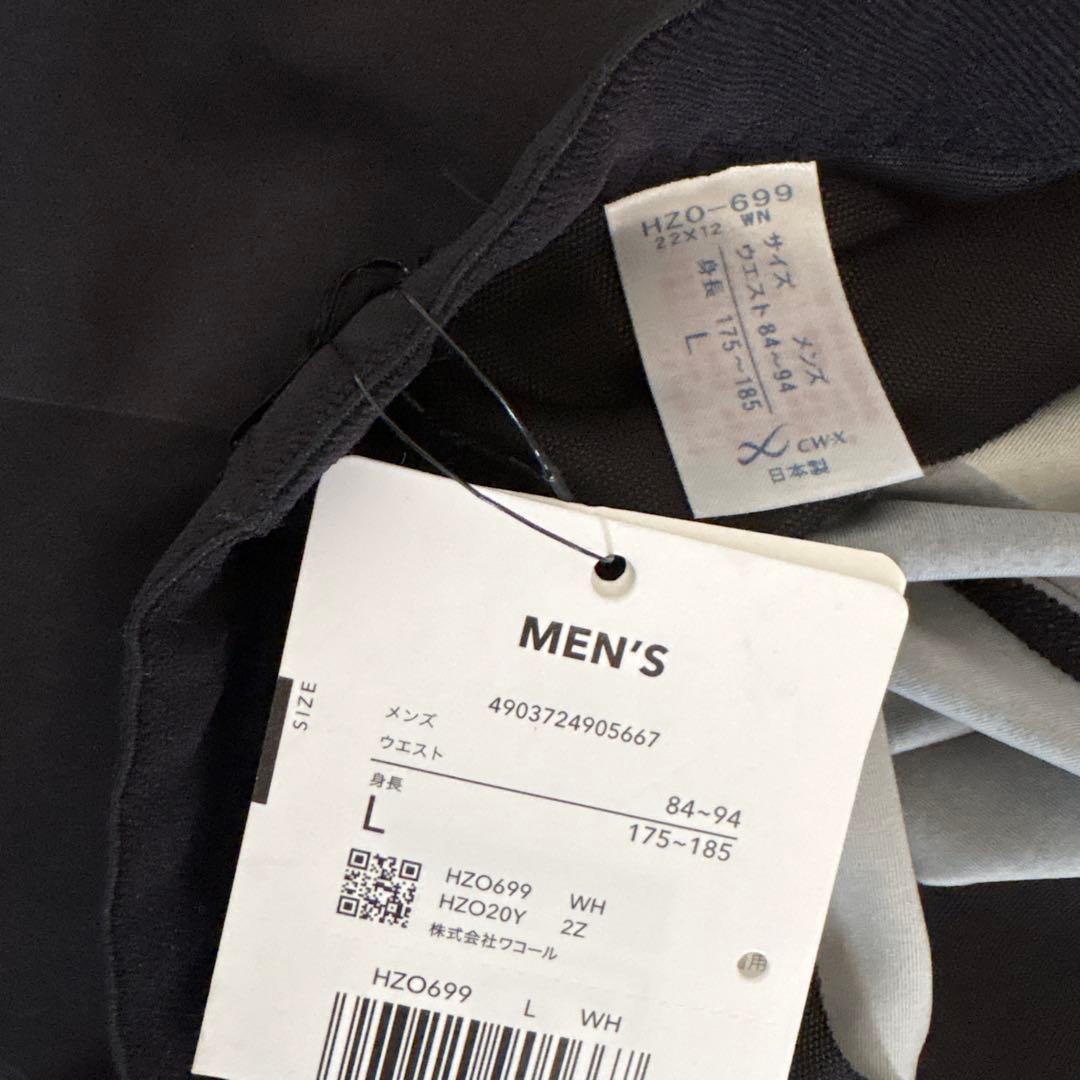 HZO-699
22X12 WN
サイズ メンズ
ウエスト 84~94
身長 175~185
L
CW-X
日本製
MEN'S
4903724905667
SIZE
メンズ
ウエスト 84~94
身長 175~185
L
HZO699 WH
HZO20Y 2Z
株式会社ワコール
用
HZO699 L WH